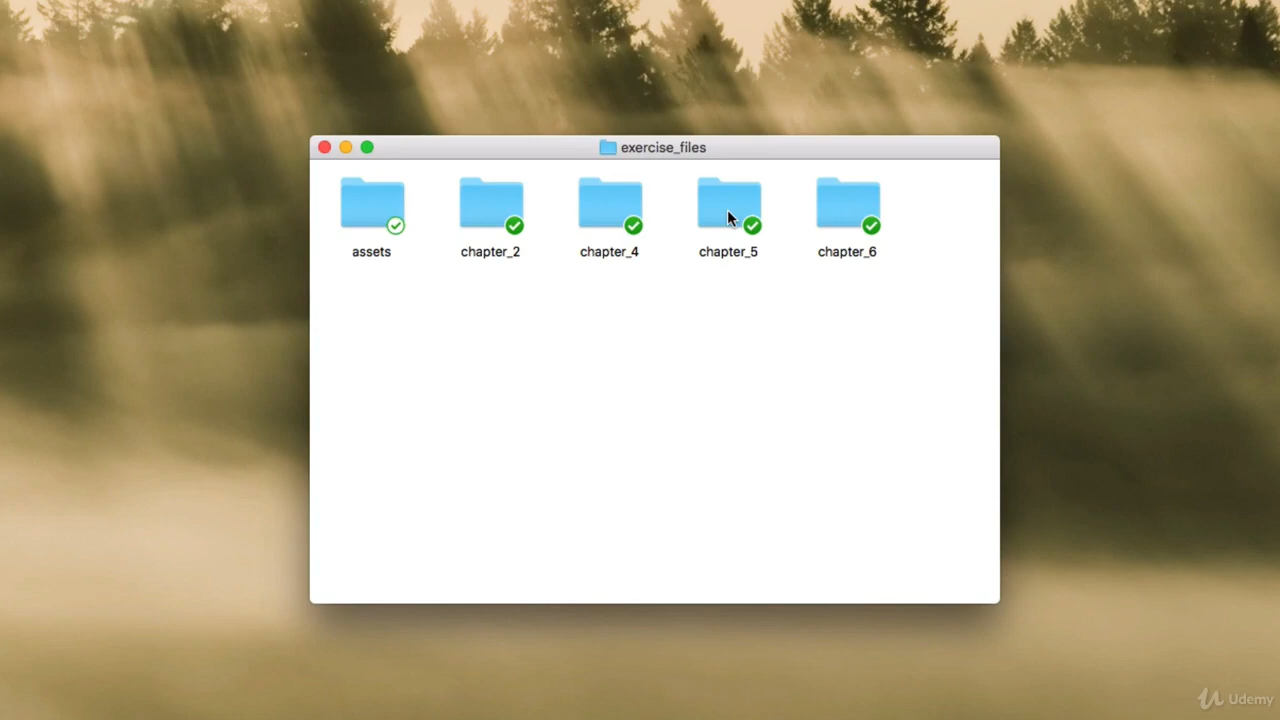 exercise_files
assets
chapter_2
chapter_4
chapter_5
chapter_6
Udemy